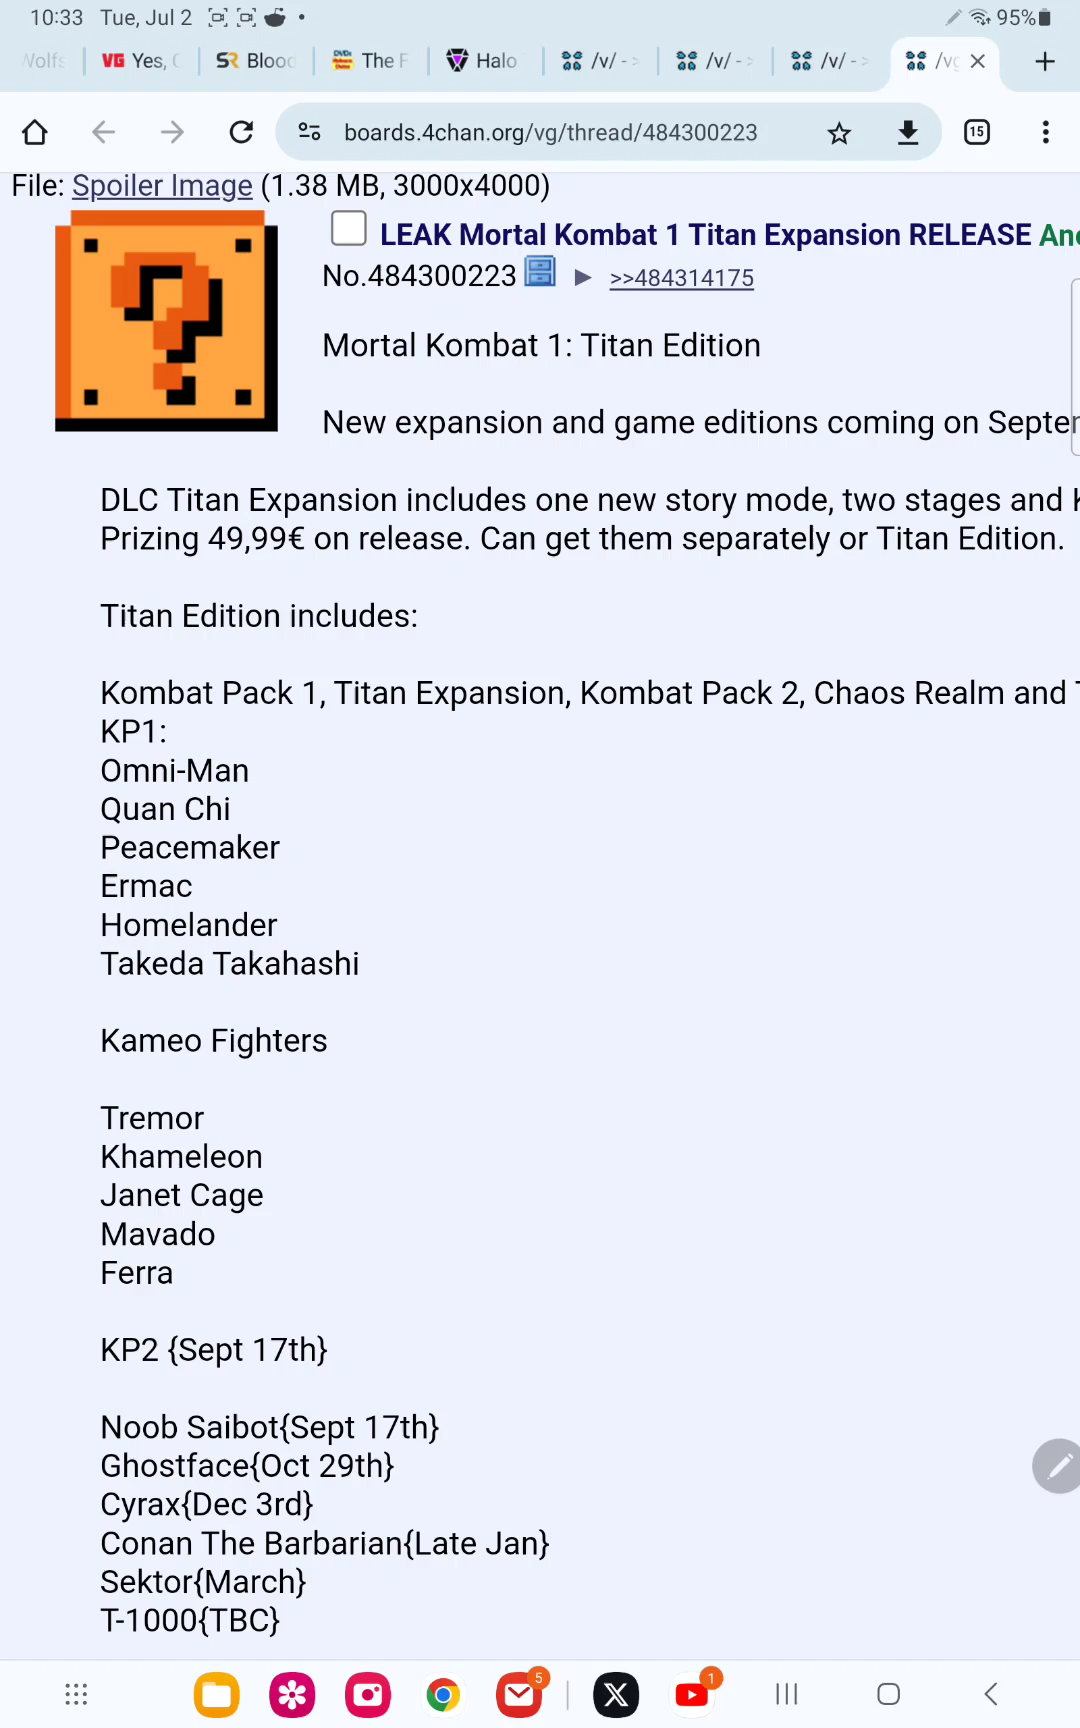 10:33 Tue, Jul 2 95%
VG Yes, SR Blood The F Halo /v/ - /v/ - /v/ - /vg
boards.4chan.org/vg/thread/484300223 15
File: Spoiler Image (1.38 MB, 3000x4000)
LEAK Mortal Kombat 1 Titan Expansion RELEASE
No.484300223 ▶ >>484314175
Mortal Kombat 1: Titan Edition
New expansion and game editions coming on
DLC Titan Expansion includes one new story mode, two stages and
Prizing 49,99€ on release. Can get them separately or Titan Edition.
Titan Edition includes:
Kombat Pack 1, Titan Expansion, Kombat Pack 2, Chaos Realm and
KP1:
Omni-Man
Quan Chi
Peacemaker
Ermac
Homelander
Takeda Takahashi
Kameo Fighters
Tremor
Khameleon
Janet Cage
Mavado
Ferra
KP2 {Sept 17th}
Noob Saibot{Sept 17th}
Ghostface{Oct 29th}
Cyrax{Dec 3rd}
Conan The Barbarian{Late Jan}
Sektor{March}
T-1000{TBC}
5 1